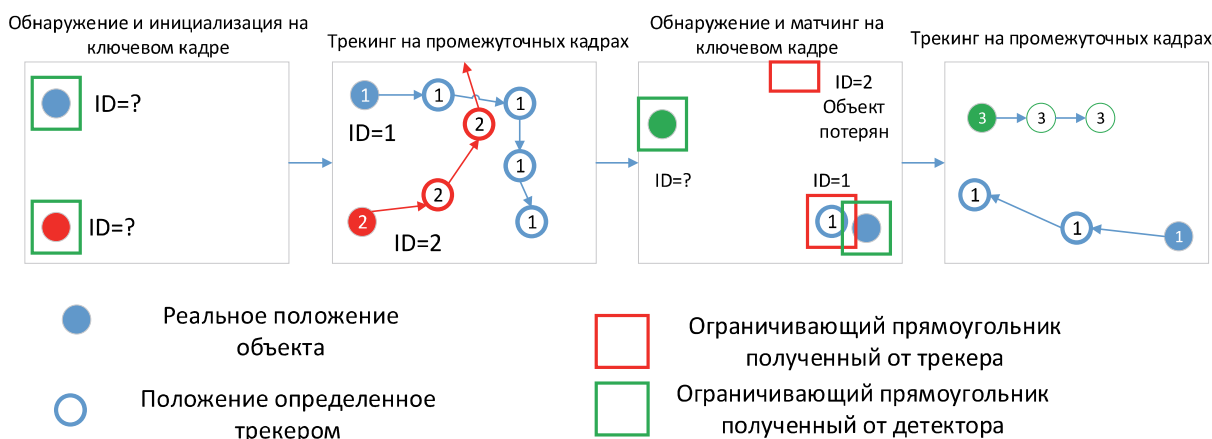 Обнаружение и инициализация на
ключевом кадре
ID=?
ID=?
Трекинг на промежуточных кадрах
1
1
1
ID=1
2
2
1
2
1
ID=2
Обнаружение и матчинг на
ключевом кадре
ID=2
Объект
потерян
ID=?
ID=1
1
Трекинг на промежуточных кадрах
3
3
3
1
1
1
Реальное положение
объекта
Положение определенное
трекером
Ограничивающий прямоугольник
полученный от трекера
Ограничивающий прямоугольник
полученный от детектора